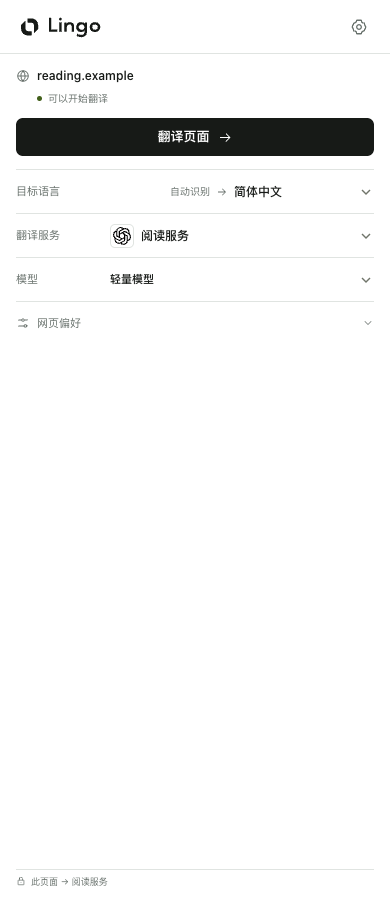 Lingo
reading.example
可以开始翻译
翻译页面 →
目标语言 自动识别 → 简体中文
翻译服务 阅读服务
模型 轻量模型
网页偏好
此页面 → 阅读服务